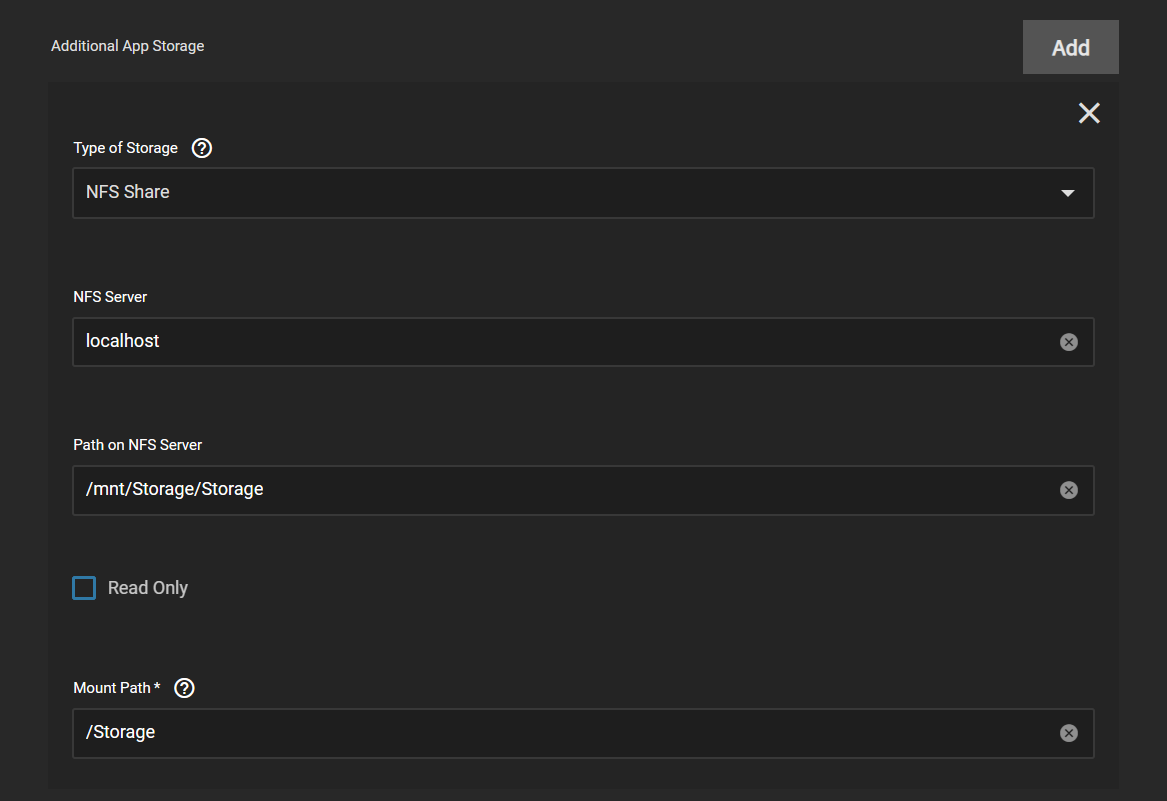 Additional App Storage
Add
Type of Storage
NFS Share
NFS Server
localhost
Path on NFS Server
/mnt/Storage/Storage
Read Only
Mount Path *
/Storage